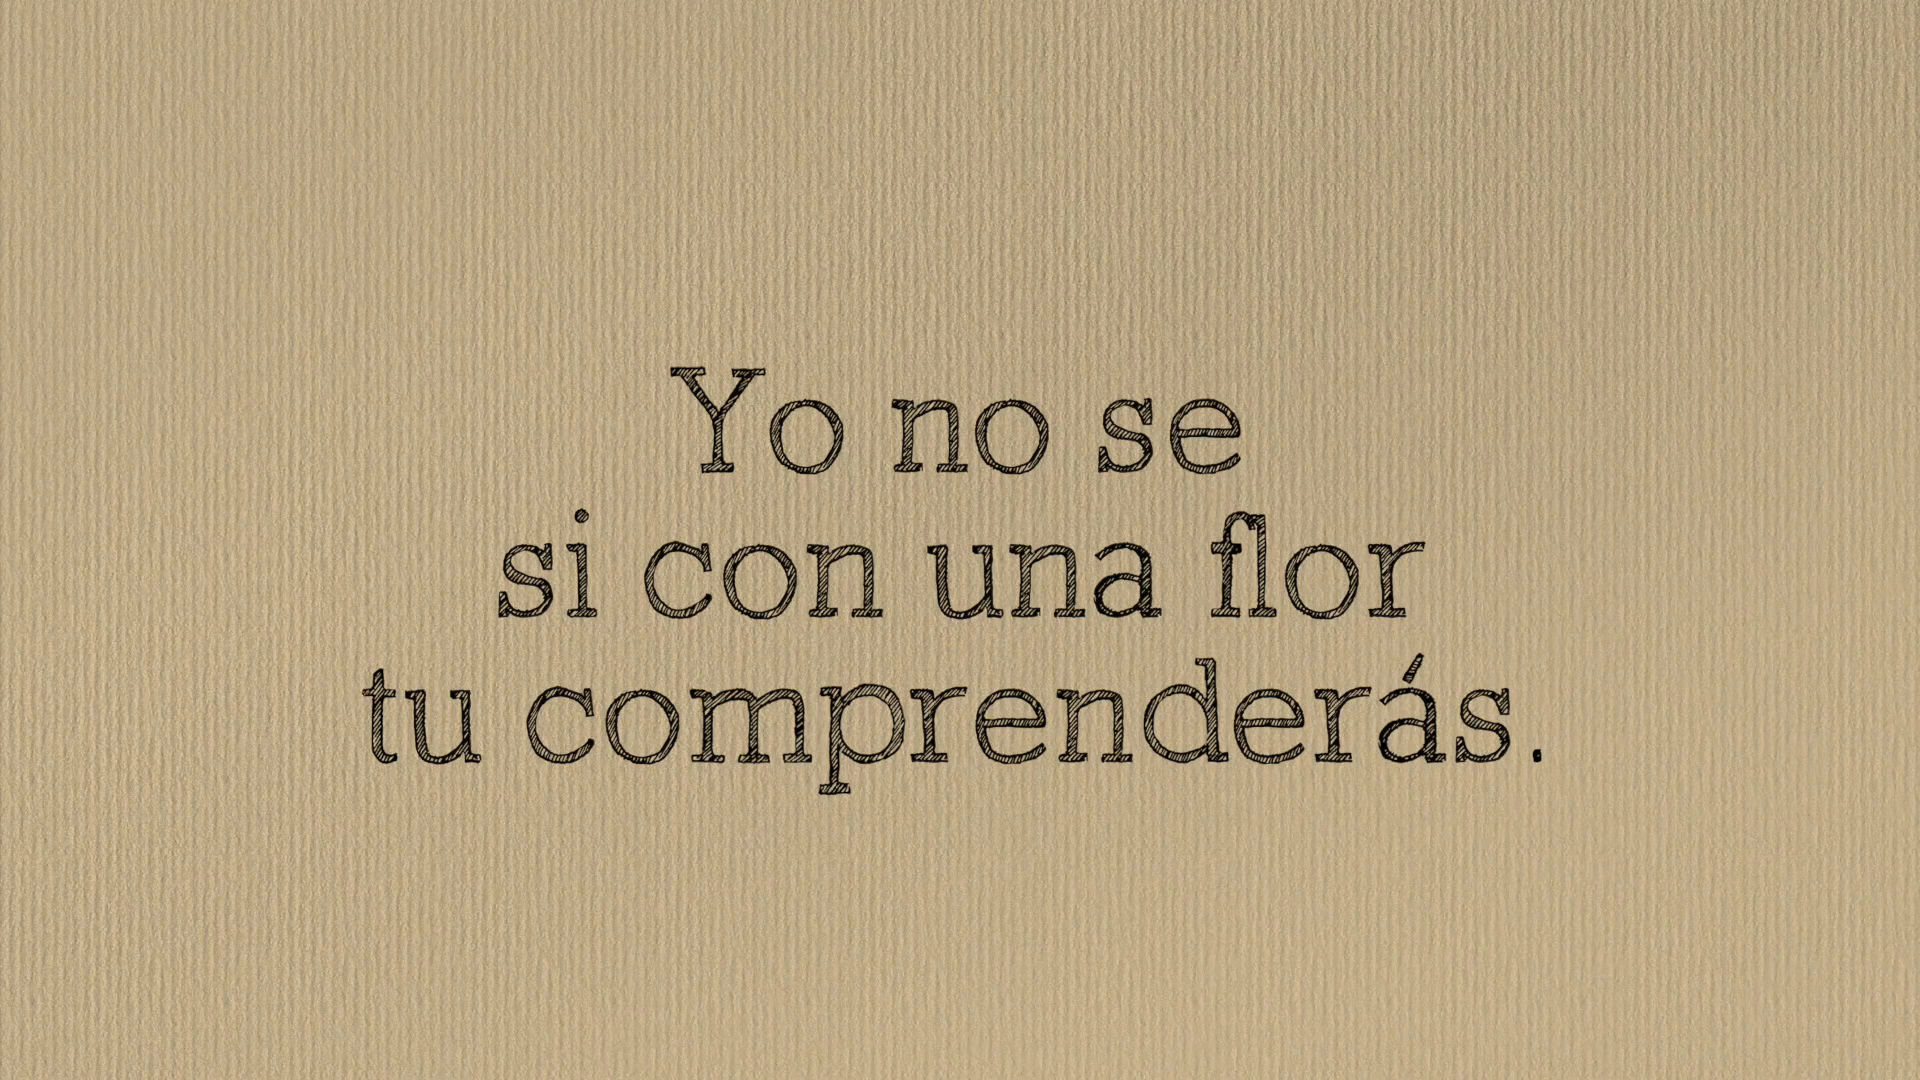 Yo no se
si con una flor
tu comprenderás.